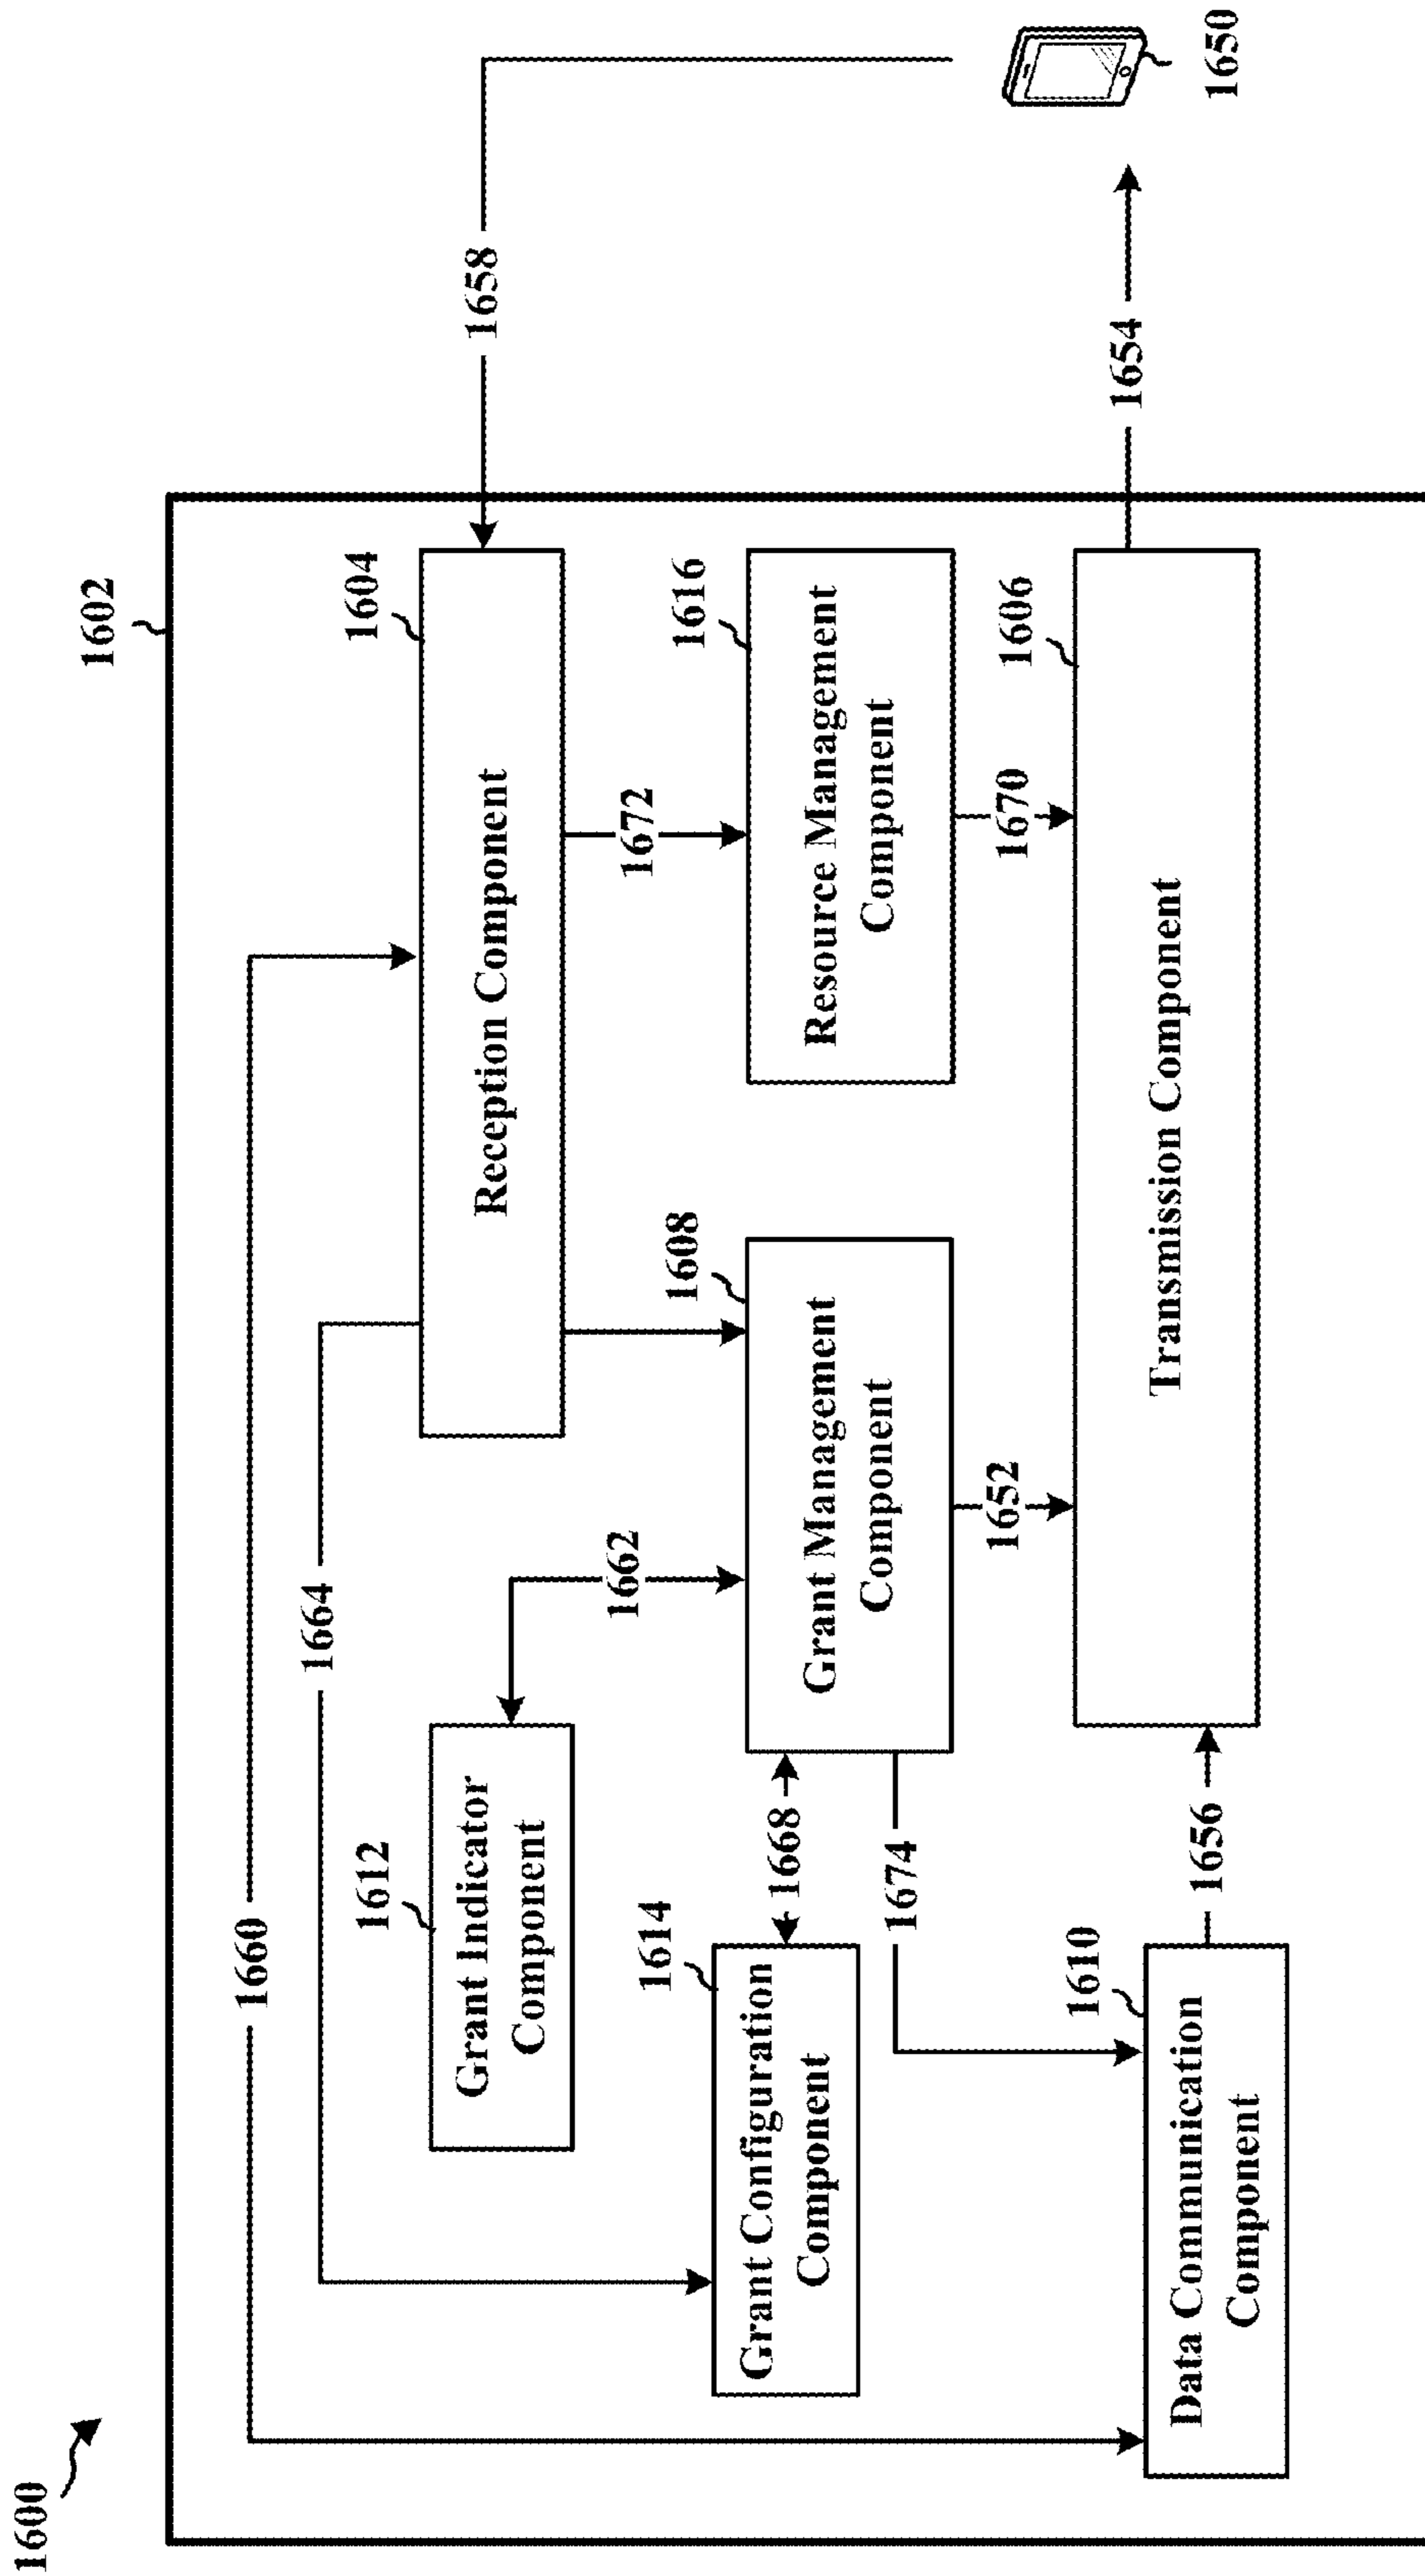 1600
1602
1660
1664
1658
1612
Grant Indicator
Component
1604
Reception Component
1650
1662
1672
1614
Grant Configuration
Component
1668
1608
Grant Management
Component
1616
Resource Management
Component
1674
1652
1670
1610
Data Communication
Component
1656
1606
Transmission Component
1654